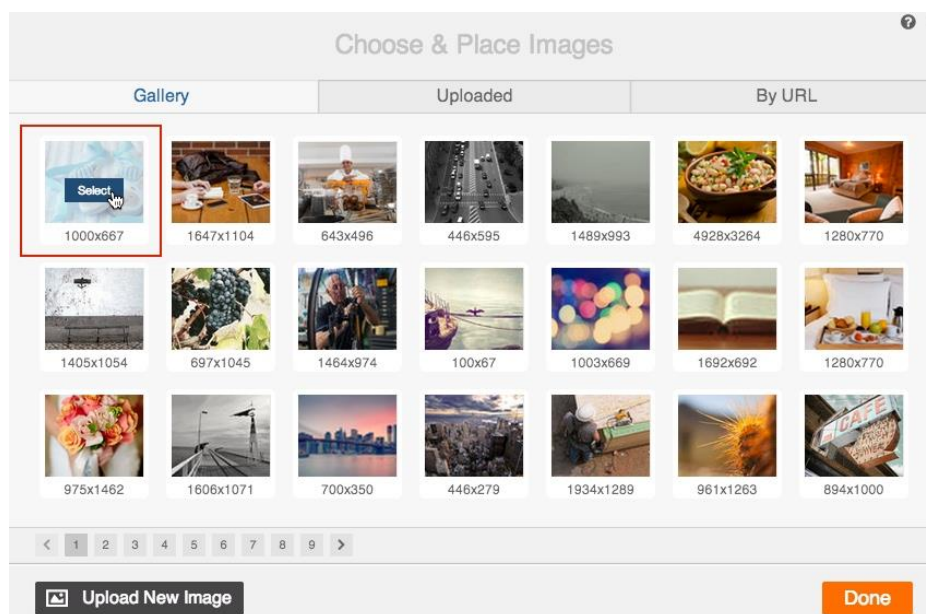 ?
Choose & Place Images
Gallery Uploaded By URL
Select
1000x667 1647x1104 643x496 446x595 1489x993 4928x3264 1280x770
1405x1054 697x1045 1464x974 100x67 1003x669 1692x692 1280x770
CAFE
975x1462 1606x1071 700x350 446x279 1934x1289 961x1263 894x1000
< 1 2 3 4 5 6 7 8 9 >
Upload New Image Done